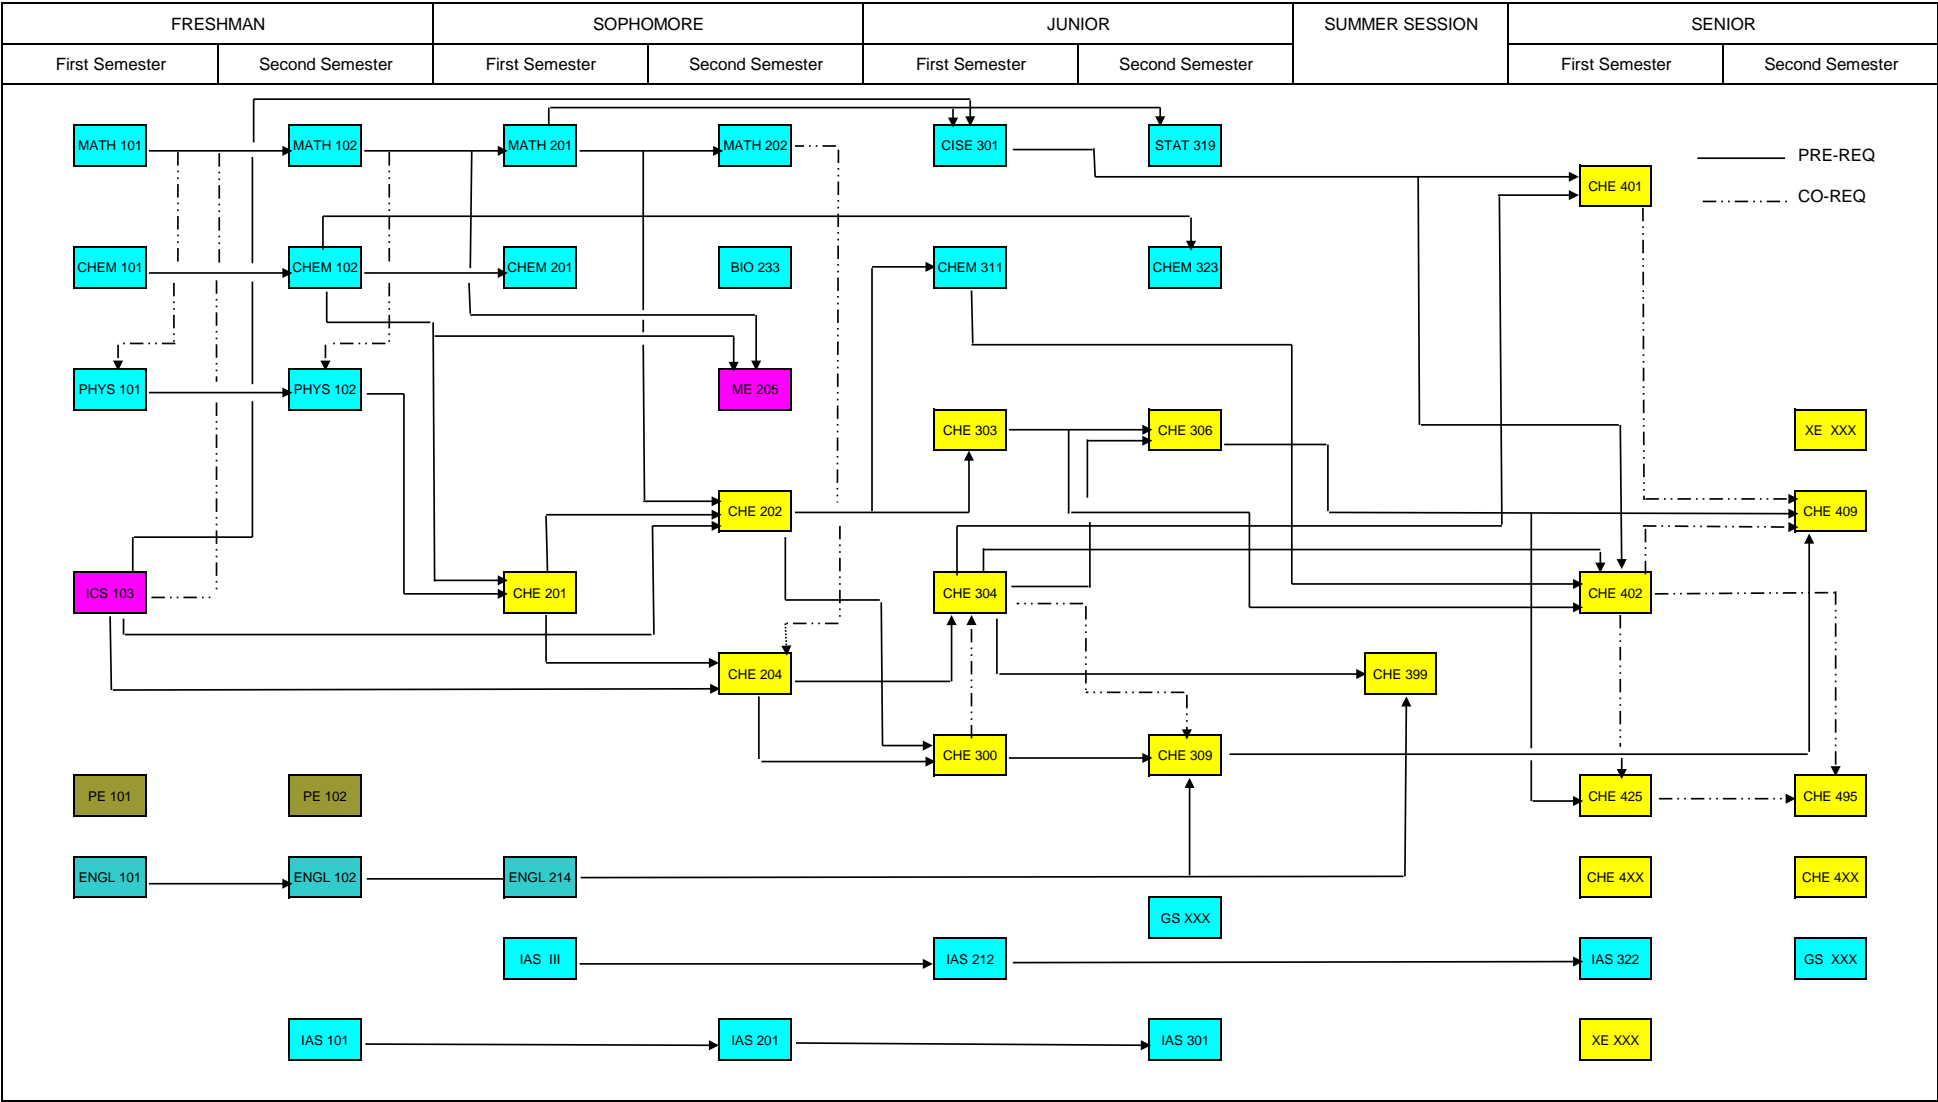 FRESHMAN SOPHOMORE JUNIOR SUMMER SESSION SENIOR
First Semester Second Semester First Semester Second Semester First Semester Second Semester First Semester Second Semester
MATH 101 MATH 102 MATH 201 MATH 202 CISE 301 STAT 319
PRE-REQ
CHE 401
CO-REQ
CHEM 101 CHEM 102 CHEM 201 BIO 233 CHEM 311 CHEM 323
PHYS 101 PHYS 102 ME 205
CHE 303 CHE 306 XE XXX
CHE 202 CHE 409
ICS 103 CHE 201 CHE 304 CHE 402
CHE 204 CHE 399
CHE 300 CHE 309
PE 101 PE 102 CHE 425 CHE 495
ENGL 101 ENGL 102 ENGL 214 CHE 4XX CHE 4XX
GS XXX
IAS III IAS 212 IAS 322 GS XXX
IAS 101 IAS 201 IAS 301 XE XXX